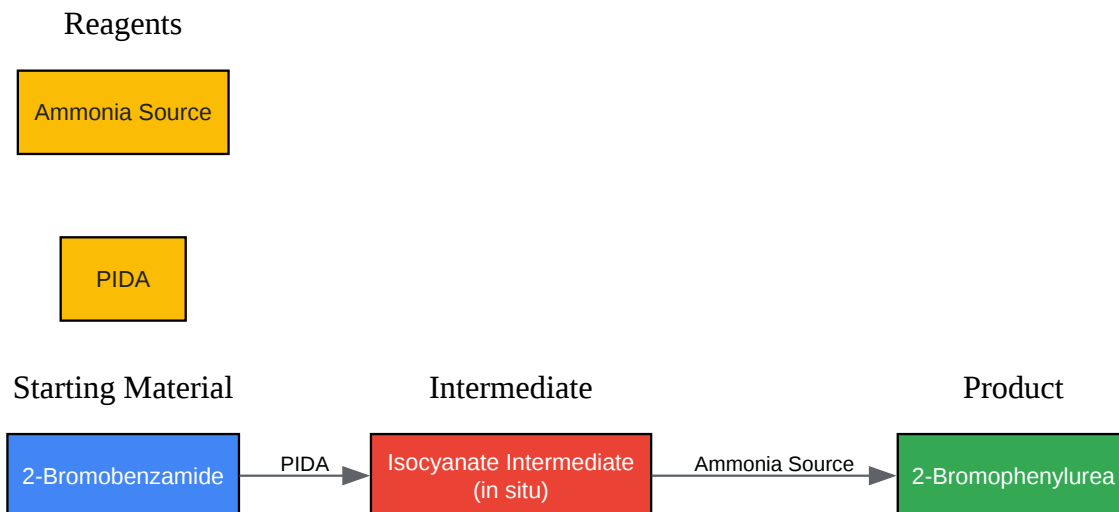 Reagents
Ammonia Source
PIDA
Starting Material
Intermediate
Product
2-Bromobenzamide
PIDA
Isocyanate Intermediate
(in situ)
Ammonia Source
2-Bromophenylurea